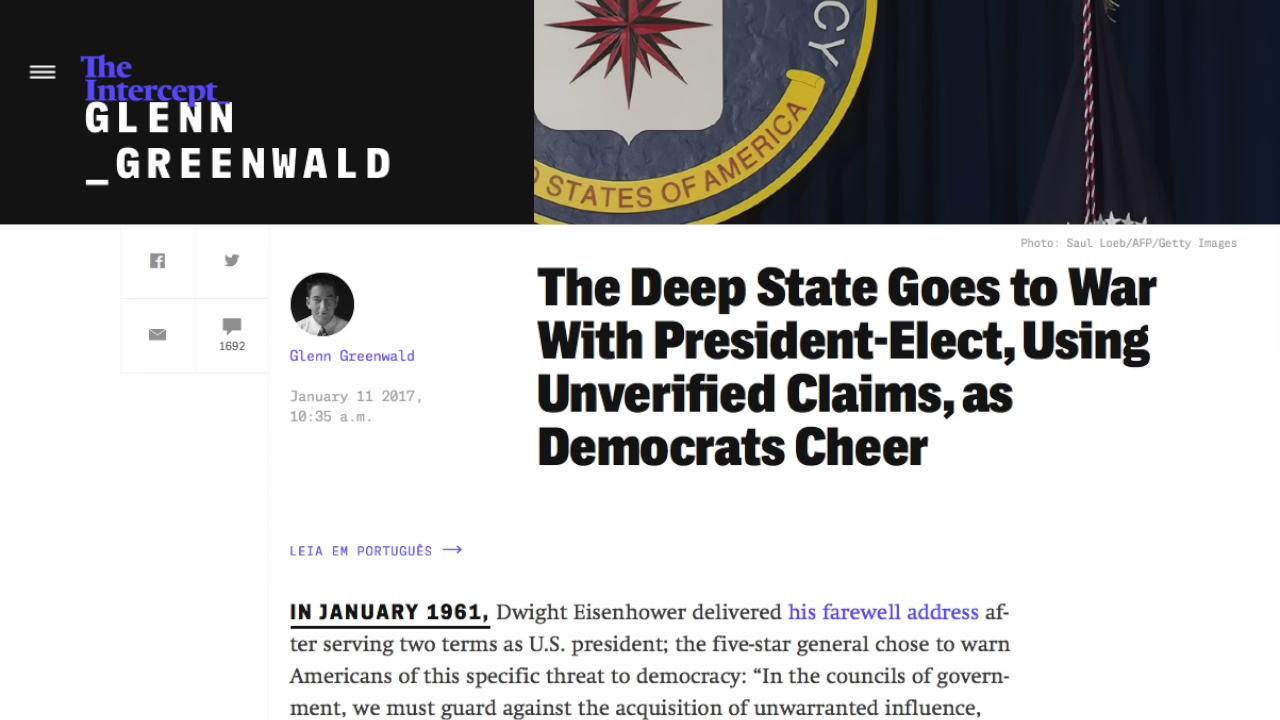 The
Intercept_
GLENN
_GREENWALD
CY
STATES OF AMERICA
Photo: Saul Loeb/AFP/Getty Images
1692
Glenn Greenwald
January 11 2017,
10:35 a.m.
The Deep State Goes to War
With President-Elect, Using
Unverified Claims, as
Democrats Cheer
LEIA EM PORTUGUÊS
IN JANUARY 1961, Dwight Eisenhower delivered his farewell address af-
ter serving two terms as U.S. president; the five-star general chose to warn
Americans of this specific threat to democracy: “In the councils of govern-
ment, we must guard against the acquisition of unwarranted influence,